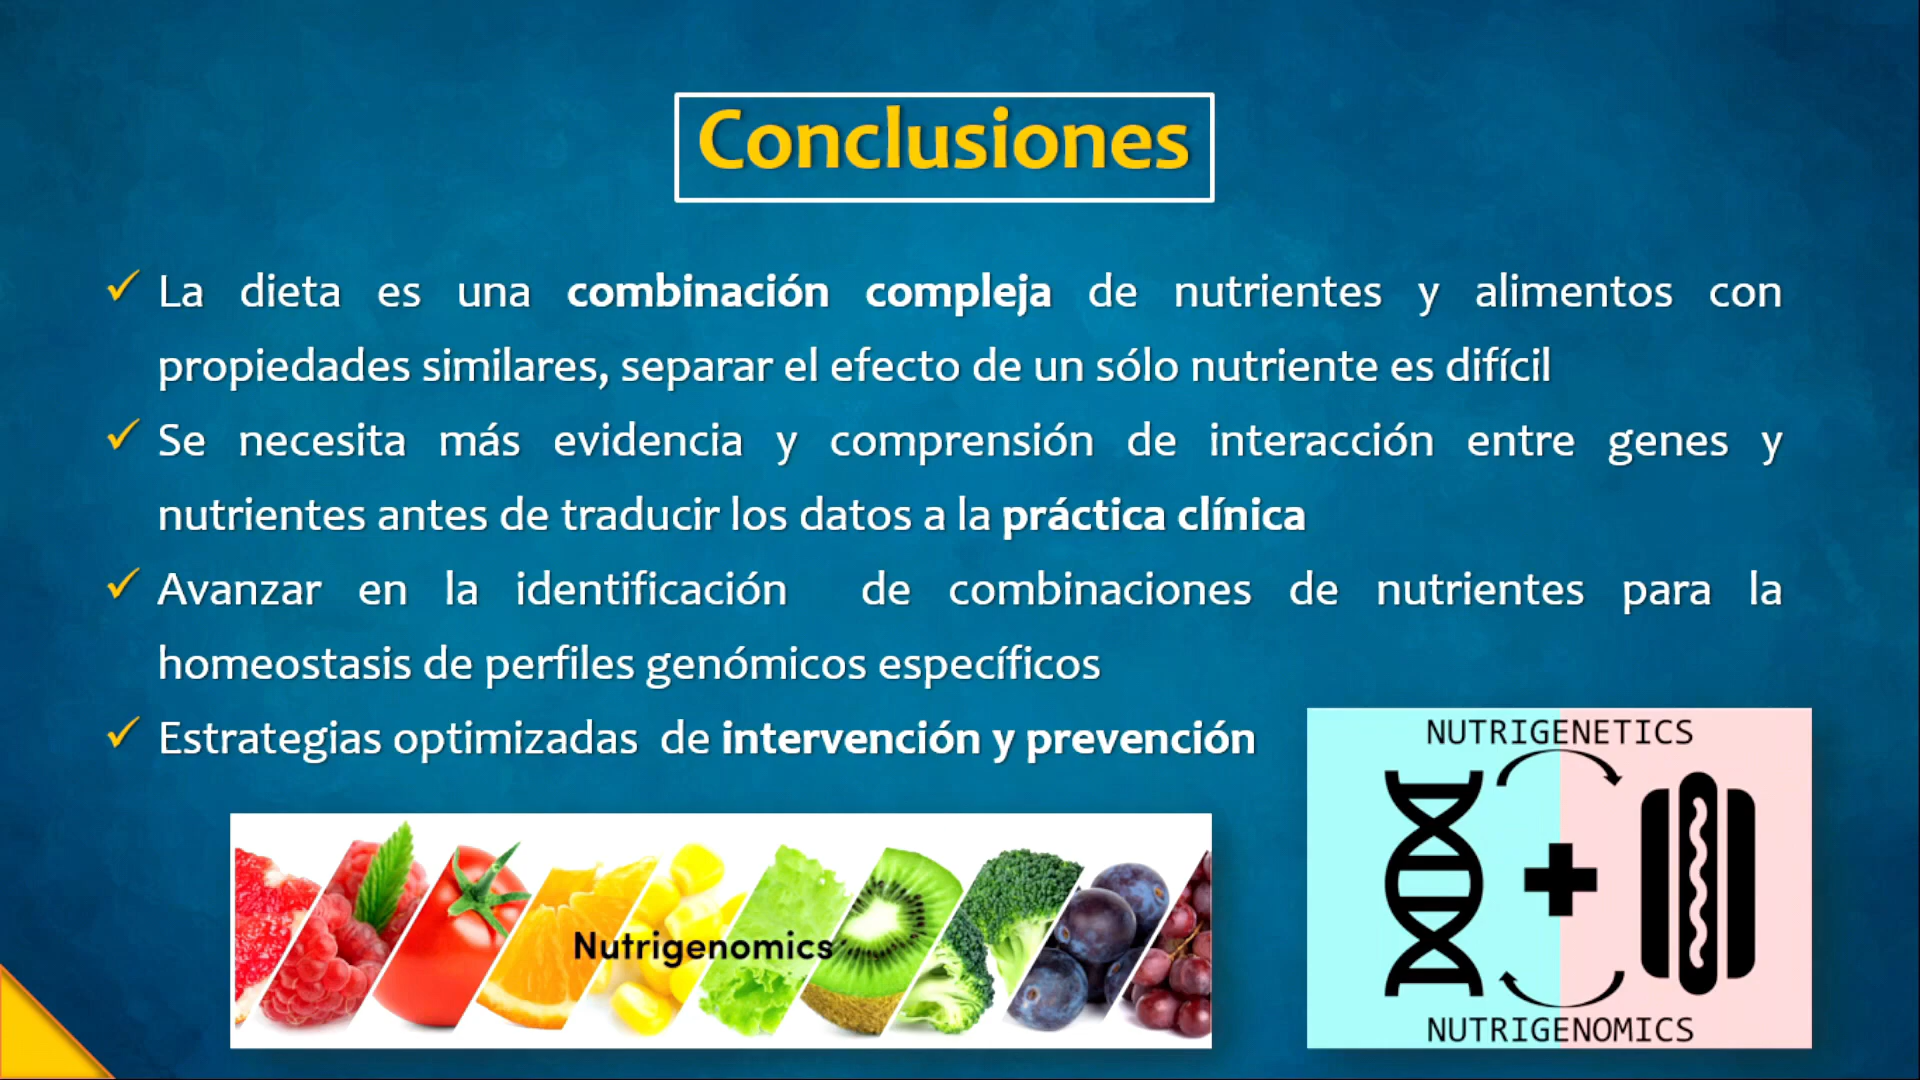 Conclusiones
La dieta es una combinación compleja de nutrientes y alimentos con
propiedades similares, separar el efecto de un sólo nutriente es difícil
Se necesita más evidencia y comprensión de interacción entre genes y
nutrientes antes de traducir los datos a la práctica clínica
Avanzar en la identificación de combinaciones de nutrientes para la
homeostasis de perfiles genómicos específicos
Estrategias optimizadas de intervención y prevención
Nutrigenomics
NUTRIGENETICS
NUTRIGENOMICS